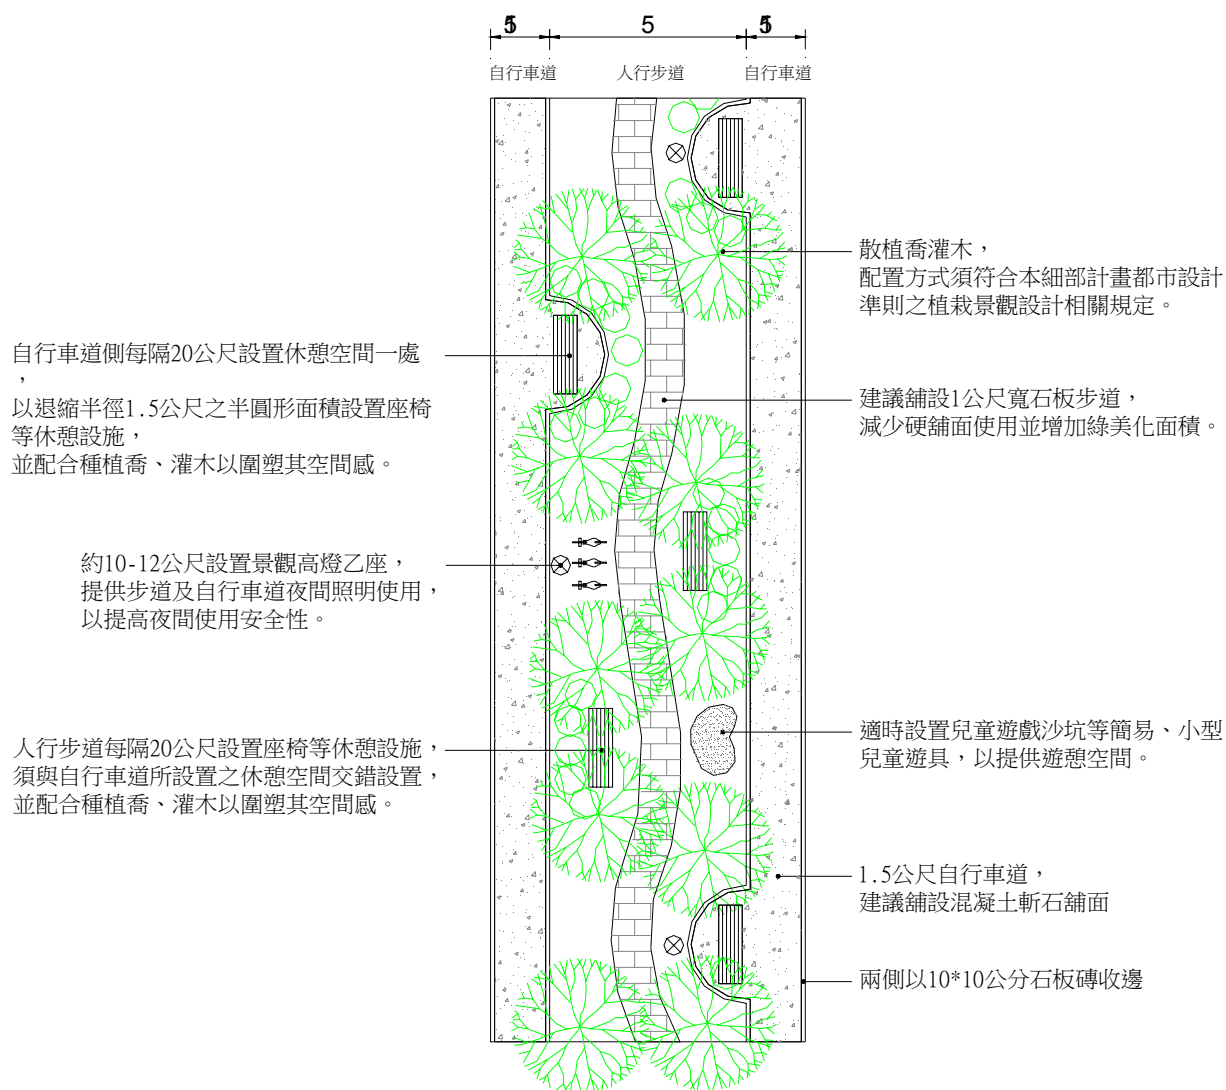 5
自行車道
人行步道
自行車道
散植喬灌木，
配置方式須符合本細部計畫都市設計
準則之植栽景觀設計相關規定。
自行車道側每隔20公尺設置休憩空間一處
，
以退縮半徑1.5公尺之半圓形面積設置座椅
等休憩設施，
並配合種植喬、灌木以圍塑其空間感。
建議舖設1公尺寬石板步道，
減少硬舖面使用並增加綠美化面積。
約10-12公尺設置景觀高燈乙座，
提供步道及自行車道夜間照明使用，
以提高夜間使用安全性。
人行步道每隔20公尺設置座椅等休憩設施，
須與自行車道所設置之休憩空間交錯設置，
並配合種植喬、灌木以圍塑其空間感。
適時設置兒童遊戲沙坑等簡易、小型
兒童遊具，以提供遊憩空間。
1.5公尺自行車道，
建議舖設混凝土斬石舖面
兩側以10*10公分石板磚收邊